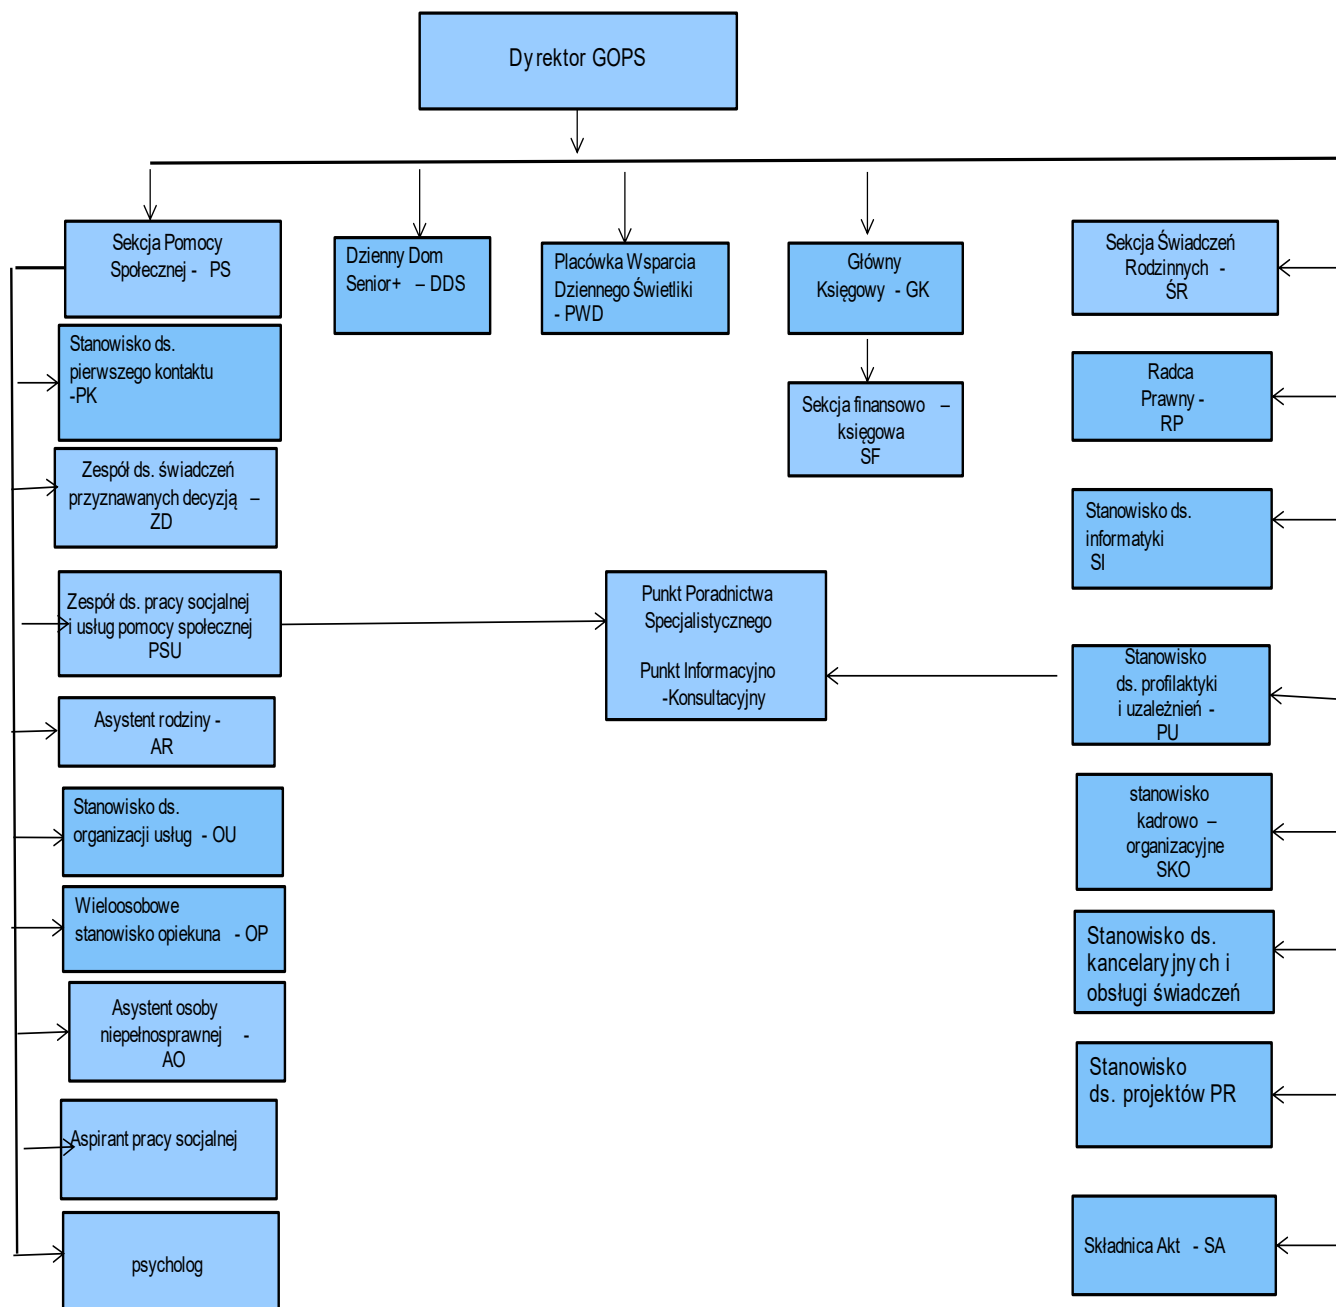 Dyrektor GOPS
Sekcja Pomocy
Społecznej - PS
Dzienny Dom
Senior+ – DDS
Placówka Wsparcia
Dziennego Świetliki
- PWD
Główny
Księgowy - GK
Sekcja Świadczeń
Rodzinnych -
ŚR
Stanowisko ds.
pierwszego kontaktu
-PK
Sekcja finansowo –
księgowa
SF
Radca
Prawny -
RP
Zespół ds. świadczeń
przyznawanych decyzją –
ZD
Stanowisko ds.
informatyki
SI
Zespół ds. pracy socjalnej
i usług pomocy społecznej
PSU
Punkt Poradnictwa
Specjalistycznego
Punkt Informacyjno
-Konsultacyjny
Stanowisko
ds. profilaktyki
i uzależnień -
PU
Asystent rodziny -
AR
Stanowisko ds.
organizacji usług - OU
stanowisko
kadrowo –
organizacyjne
SKO
Wieloosobowe
stanowisko opiekuna - OP
Stanowisko ds.
kancelaryjnych i
obsługi świadczeń
Asystent osoby
niepełnosprawnej -
AO
Stanowisko
ds. projektów PR
Aspirant pracy socjalnej
psycholog
Składnica Akt - SA